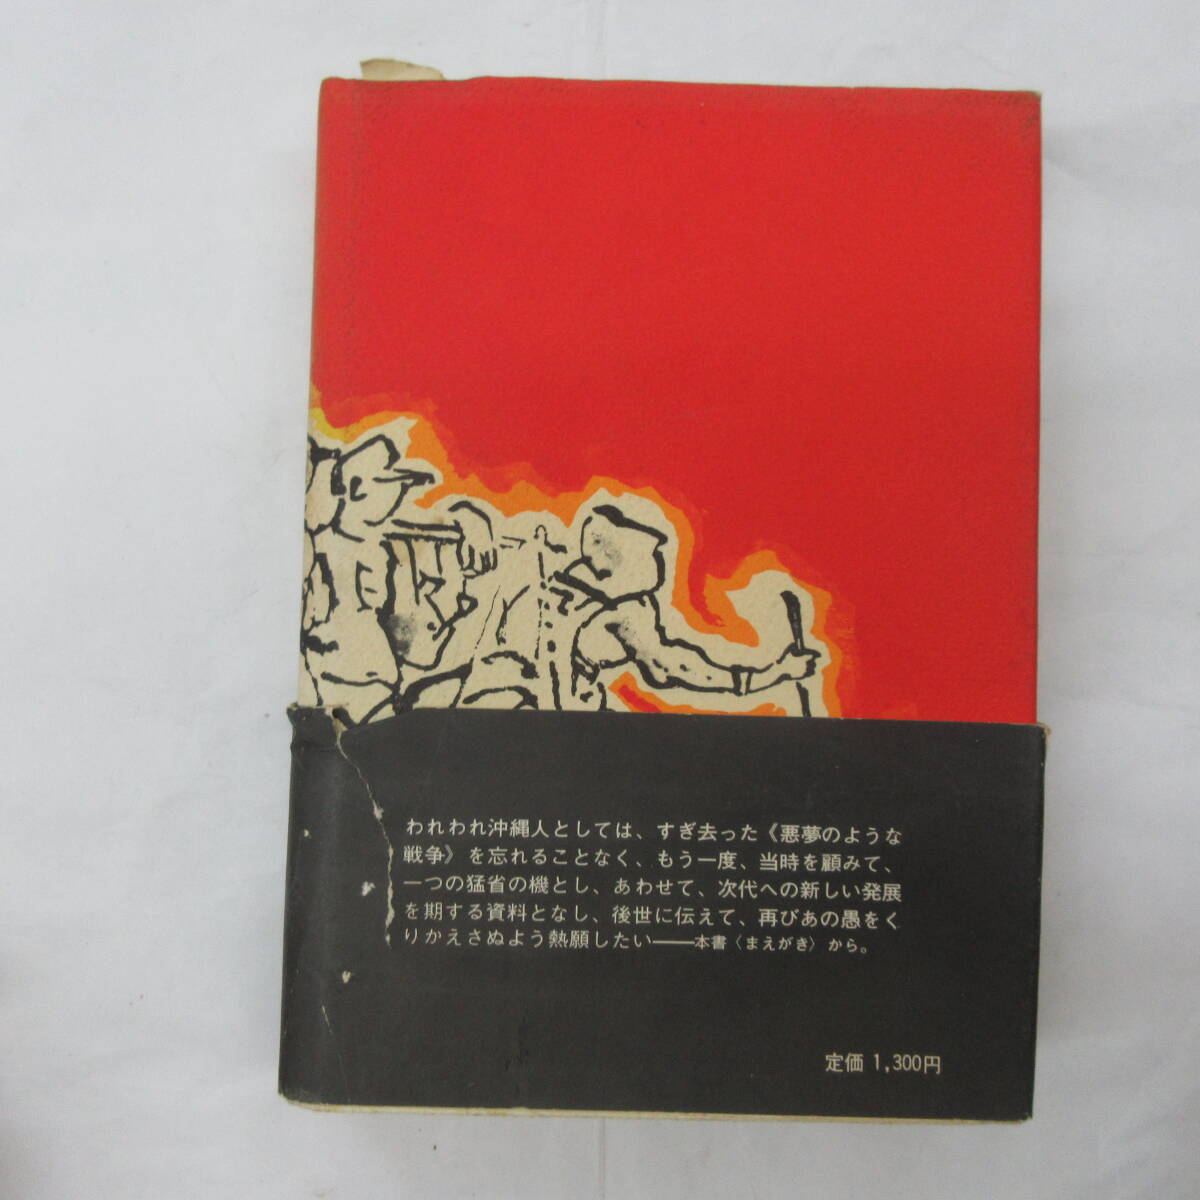 われわれ沖縄人としては、すぎ去った《悪夢のような
戦争》を忘れることなく、もう一度、当時を顧みて、
一つの猛省の機とし、あわせて、次代への新しい発展
を期する資料となし、後世に伝えて、再びあの愚をく
りかえさぬよう熱願したい——本書〈まえがき〉から。
定価 1,300円